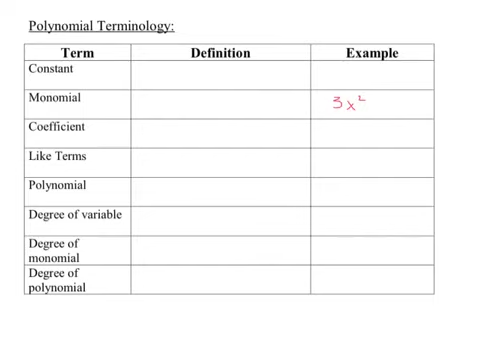 Polynomial Terminology:
Term Definition Example
Constant
Monomial 3x²
Coefficient
Like Terms
Polynomial
Degree of variable
Degree of
monomial
Degree of
polynomial